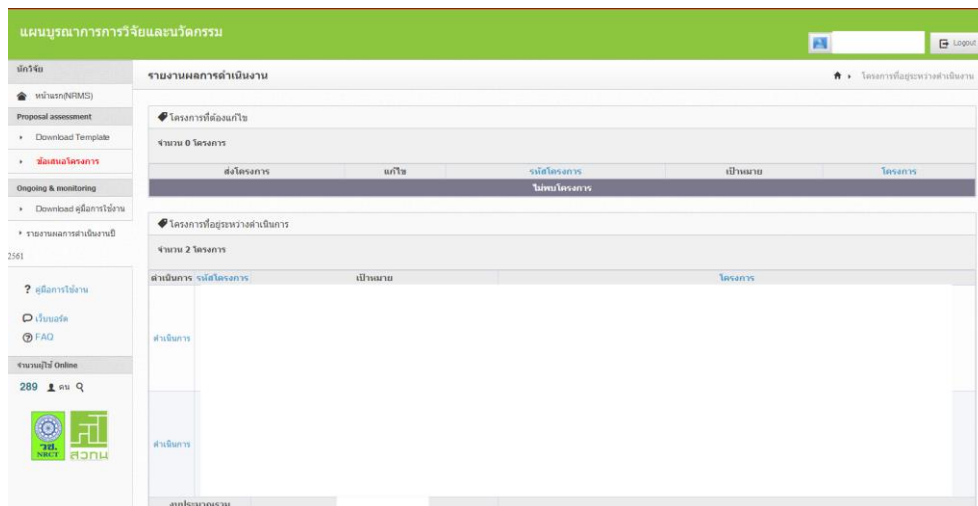 แผนบูรณาการการวิจัยและนวัตกรรม
Logout
นักวิจัย
หน้าแรก(NRMS)
Proposal assessment
Download Template
ข้อเสนอโครงการ
Ongoing & monitoring
Download คู่มือการใช้งาน
รายงานผลการดำเนินงานปี
2561
? คู่มือการใช้งาน
เว็บบอร์ด
FAQ
จำนวนผู้ใช้ Online
289 คน
วช.
NRCT
สวทน
รายงานผลการดำเนินงาน
โครงการที่อยู่ระหว่างดำเนินงาน
โครงการที่ต้องแก้ไข
จำนวน 0 โครงการ
ส่งโครงการ แก้ไข รหัสโครงการ เป้าหมาย โครงการ
ไม่พบโครงการ
โครงการที่อยู่ระหว่างดำเนินการ
จำนวน 2 โครงการ
ดำเนินการ รหัสโครงการ เป้าหมาย โครงการ
ดำเนินการ
ดำเนินการ
งบประมาณรวม